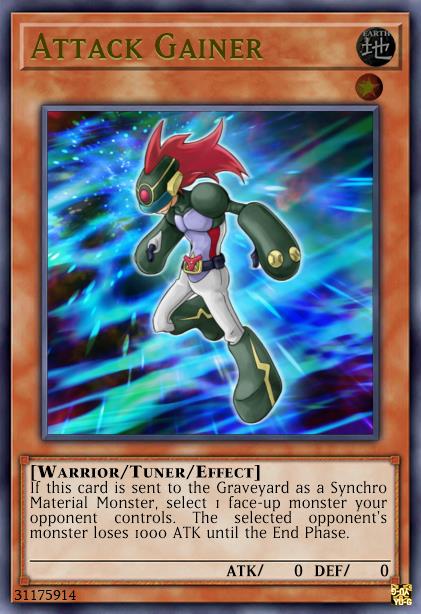 ATTACK GAINER
EARTH
地
[WARRIOR/TUNER/EFFECT]
If this card is sent to the Graveyard as a Synchro
Material Monster, select 1 face-up monster your
opponent controls. The selected opponent's
monster loses 1000 ATK until the End Phase.
ATK/ 0 DEF/ 0
31175914